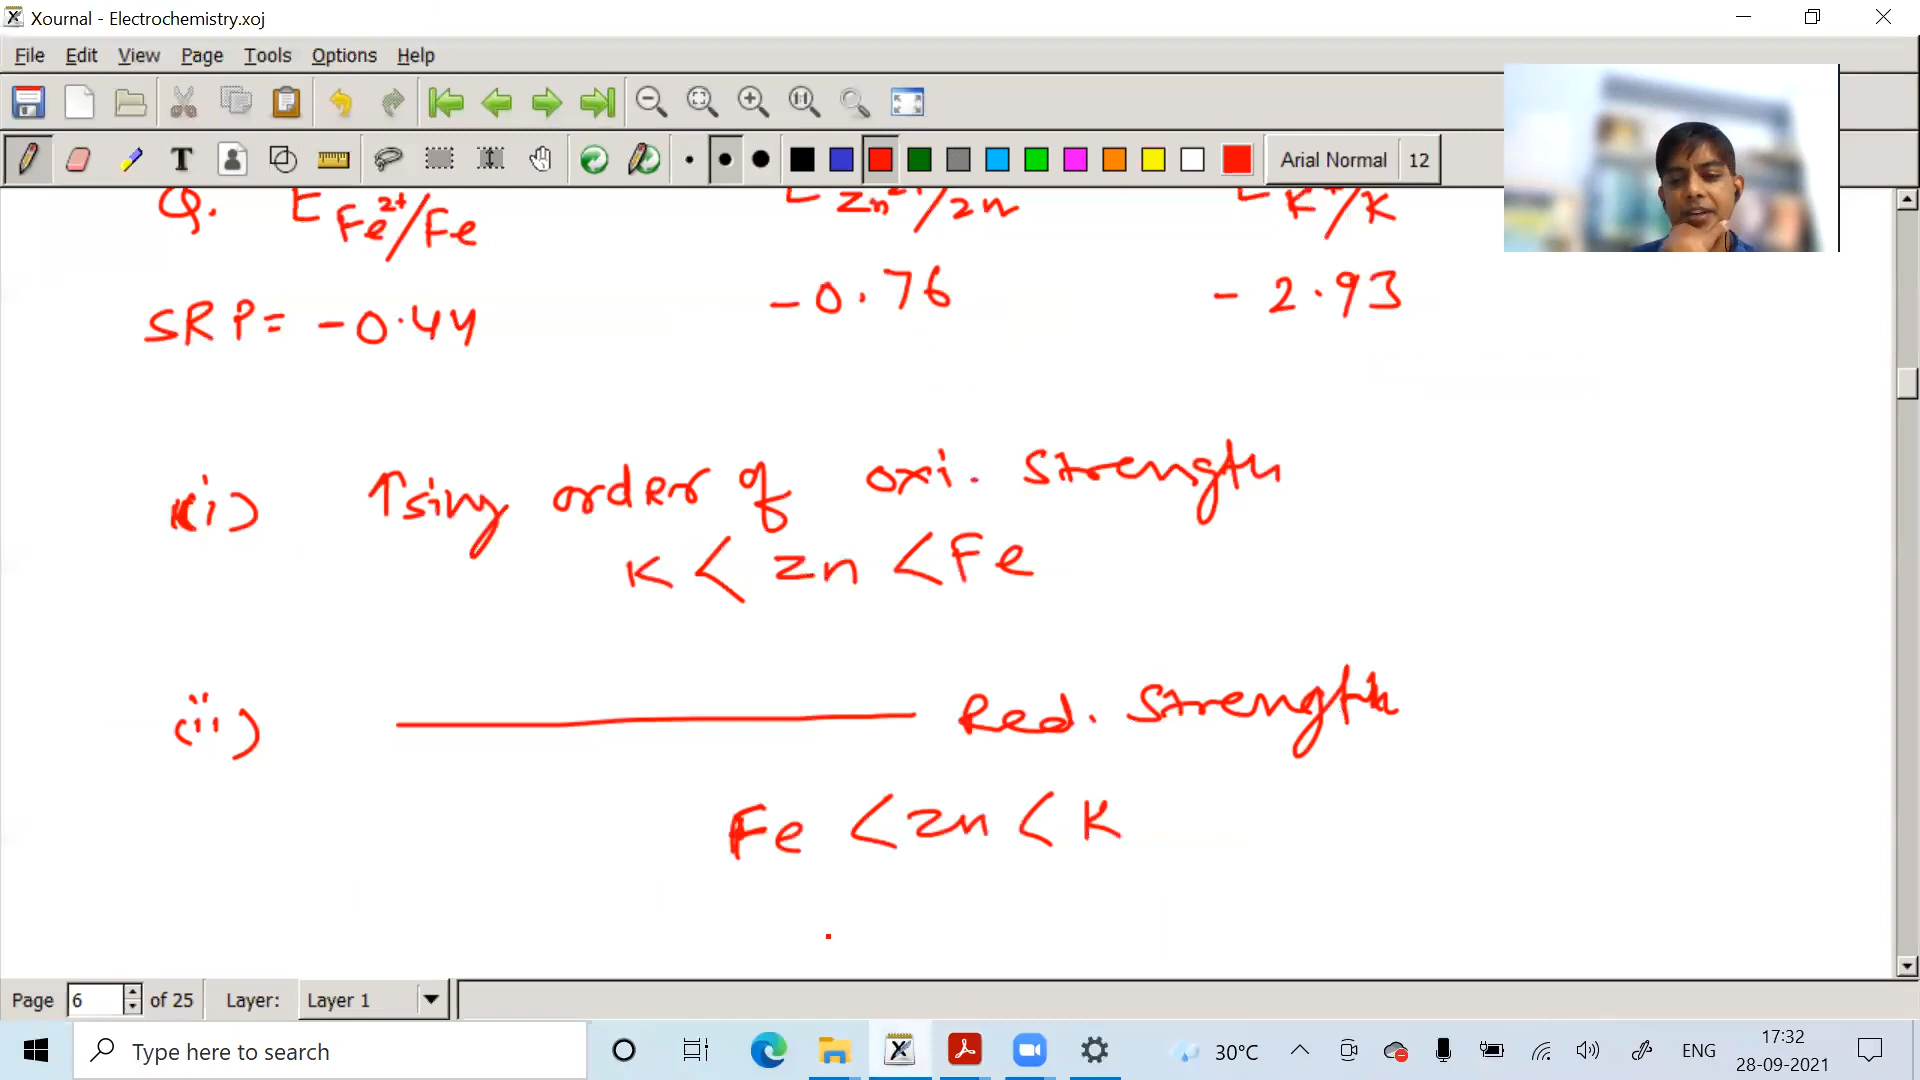 Xournal - Electrochemistry.xoj
File Edit View Page Tools Options Help
T Arial Normal 12
Q. E Fe²⁺/Fe Zn²⁺/Zn K⁺/K
SRP = -0.44 -0.76 -2.93
(i) ↑sing order of oxi. strength
K < Zn < Fe
(ii) Red. Strength
Fe < Zn < K
Page 6 of 25 Layer: Layer 1
Type here to search 30°C ENG 17:32
28-09-2021